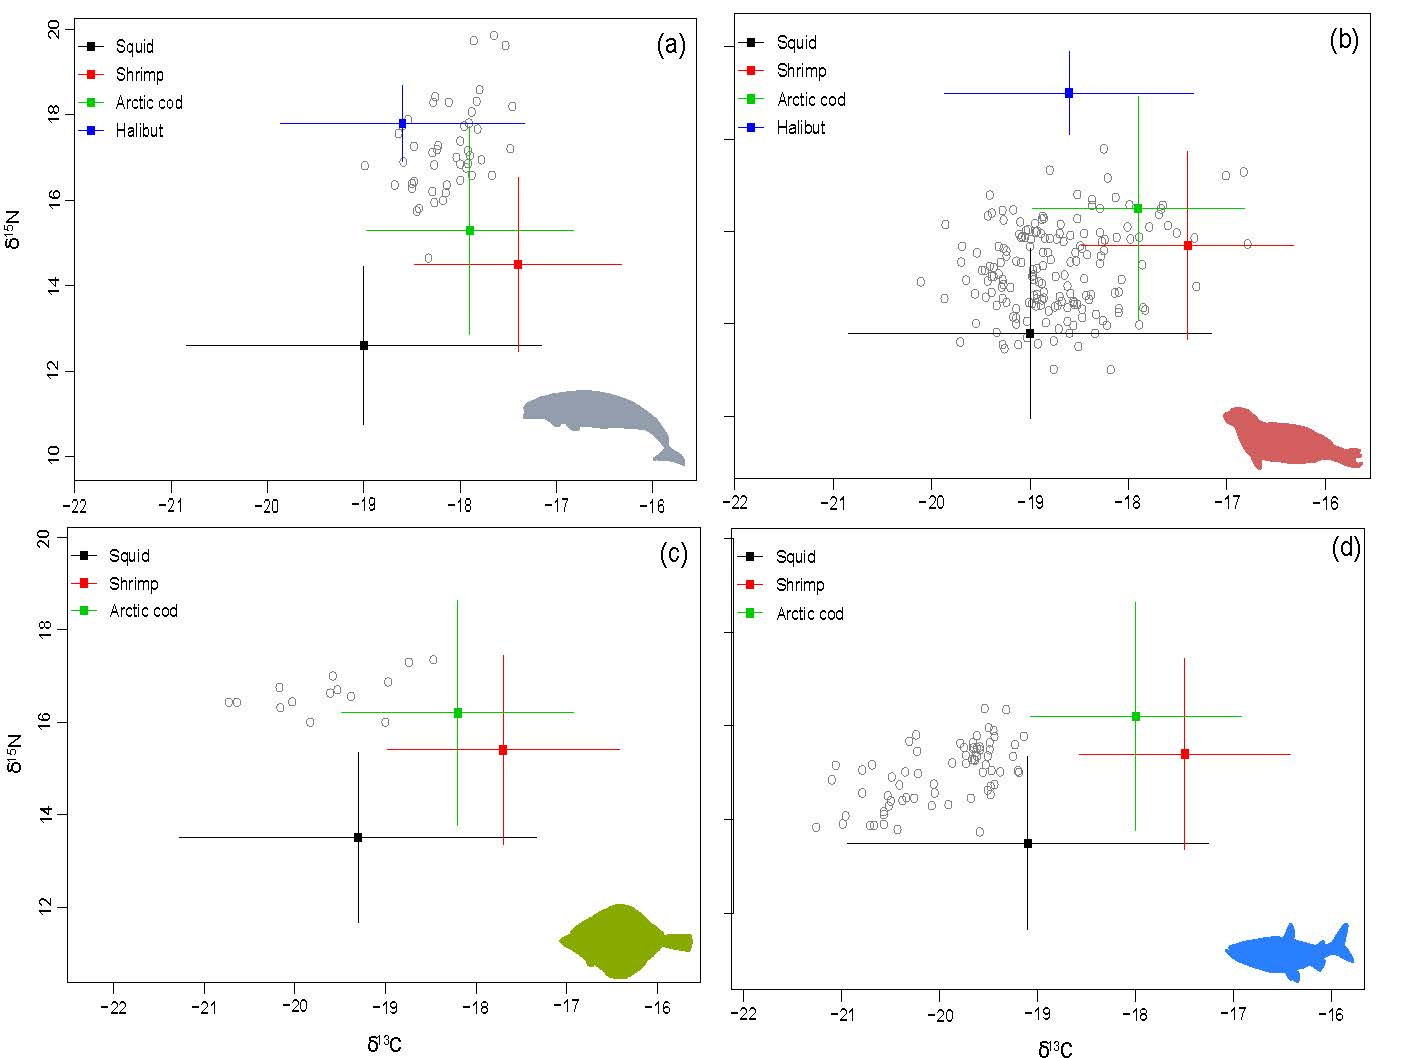 (a)
Squid
Shrimp
Arctic cod
Halibut
20
18
16
14
12
10
δ¹⁵N
−22 −21 −20 −19 −18 −17 −16
(b)
Squid
Shrimp
Arctic cod
Halibut
−22 −21 −20 −19 −18 −17 −16
(c)
Squid
Shrimp
Arctic cod
20
18
16
14
12
δ¹⁵N
−22 −21 −20 −19 −18 −17 −16
δ¹³C
(d)
Squid
Shrimp
Arctic cod
−22 −21 −20 −19 −18 −17 −16
δ¹³C